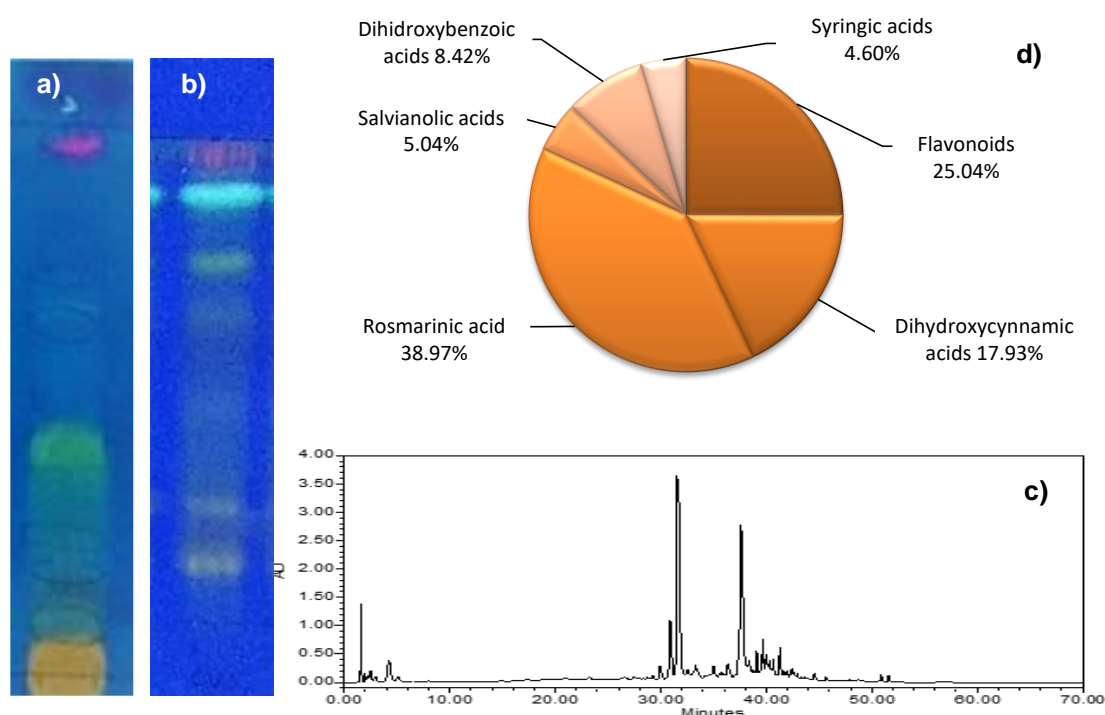 a)
b)
Dihidroxybenzoic
acids 8.42%
Syringic acids
4.60%
d)
Salvianolic acids
5.04%
Flavonoids
25.04%
Rosmarinic acid
38.97%
Dihydroxycynnamic
acids 17.93%
c)
4.00
3.50
3.00
2.50
2.00
1.50
1.00
0.50
0.00
AU
0.00 10.00 20.00 30.00 40.00 50.00 60.00 70.00
Minutes